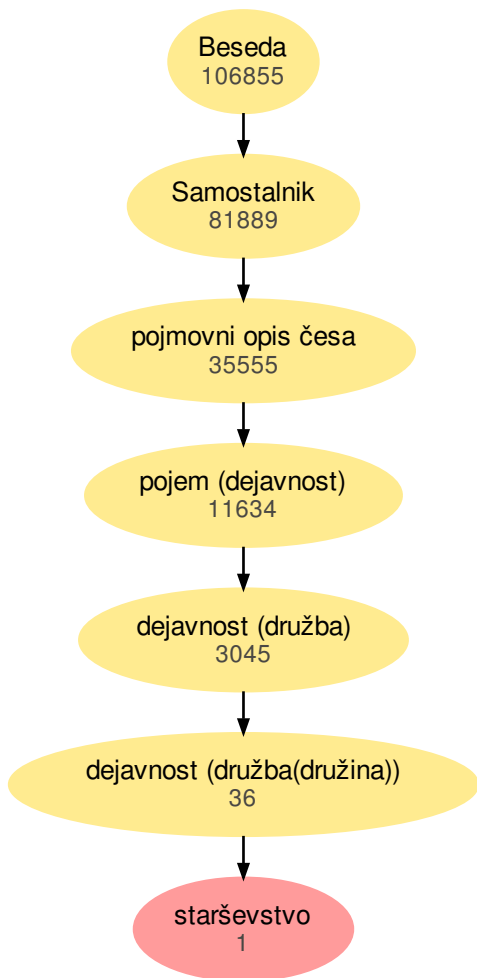 Beseda
106855
Samostalnik
81889
pojmovni opis česa
35555
pojem (dejavnost)
11634
dejavnost (družba)
3045
dejavnost (družba(družina))
36
starševstvo
1